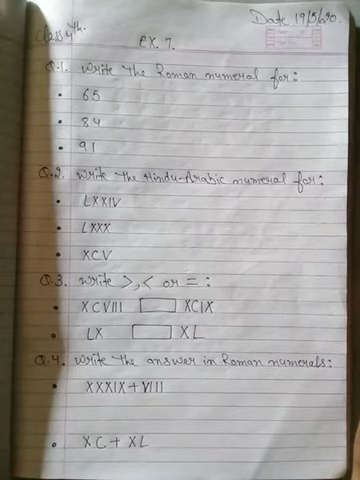 Date 19/5/20.
Class 4th.
EX. 7.
Q.1. Write the Roman numeral for:
• 65
• 84
• 91
Q.2. Write the Hindu-Arabic numeral for:
• LXXIV
• LXXX
• XCV
Q.3. Write >, < or = :
• XCVIII XCIX
• LX XL
Q.4. Write the answer in Roman numerals:
• XXXIX + VIII
• XC + XL